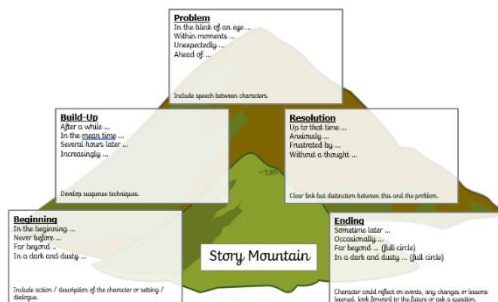 Problem
In the blink of an eye ...
Within moments ...
Unexpectedly ...
Ahead of ...
Include speech between characters.
Build-Up
After a while ...
In the mean time ...
Several hours later ...
Increasingly ...
Develop suspense techniques.
Resolution
Up to that time ...
Anxiously ...
Frustrated by ...
Without a thought ...
Clear link but distinction between this and the problem.
Beginning
In the beginning ...
Never before ...
Far beyond ..
In a dark and dusty ...
Include action / description of the character or setting /
dialogue.
Story Mountain
Ending
Sometime later ...
Occasionally ...
Far beyond ... (full circle)
In a dark and dusty ... (full circle)
Character could reflect on events, any changes or lessons
learned, look forward to the future or ask a question.